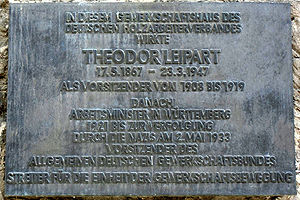 IN DIESEM GEWERKSCHAFTSHAUS DES
DEUTSCHEN HOLZARBEITERVERBANDES
WIRKTE
THEODOR LEIPART
17.5.1867 - 23.3.1947
ALS VORSITZENDER VON 1908 BIS 1919
DANACH
ARBEITSMINISTER IN WÜRTTEMBERG
1921 BIS ZUR VERFOLGUNG
DURCH DIE NAZIS AM 2.MAI 1933
VORSITZENDER DES
ALLGEMEINEN DEUTSCHEN GEWERKSCHAFTSBUNDES
STREITER FÜR DIE EINHEIT DER GEWERKSCHAFTSBEWEGUNG